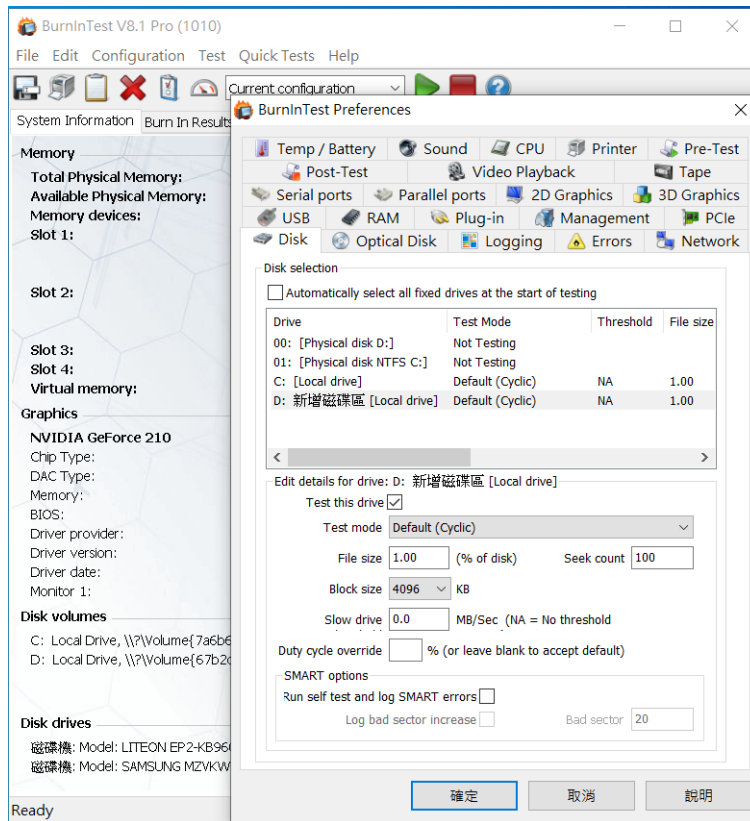 BurnInTest V8.1 Pro (1010)
File Edit Configuration Test Quick Tests Help
Current configuration
System Information Burn In Results
Memory
Total Physical Memory:
Available Physical Memory:
Memory devices:
Slot 1:
Slot 2:
Slot 3:
Slot 4:
Virtual memory:
Graphics
NVIDIA GeForce 210
Chip Type:
DAC Type:
Memory:
BIOS:
Driver provider:
Driver version:
Driver date:
Monitor 1:
Disk volumes
C: Local Drive, \\?\Volume{7a6b6
D: Local Drive, \\?\Volume{67b2c
Disk drives
磁碟機: Model: LITEON EP2-KB96
磁碟機: Model: SAMSUNG MZVKW
Ready
BurnInTest Preferences
Temp / Battery Sound CPU Printer Pre-Test
Post-Test Video Playback Tape
Serial ports Parallel ports 2D Graphics 3D Graphics
USB RAM Plug-in Management PCIe
Disk Optical Disk Logging Errors Network
Disk selection
Automatically select all fixed drives at the start of testing
Drive Test Mode Threshold File size
00: [Physical disk D:] Not Testing
01: [Physical disk NTFS C:] Not Testing
C: [Local drive] Default (Cyclic) NA 1.00
D: 新增磁碟區 [Local drive] Default (Cyclic) NA 1.00
Edit details for drive: D: 新增磁碟區 [Local drive]
Test this drive
Test mode Default (Cyclic)
File size 1.00 (% of disk) Seek count 100
Block size 4096 KB
Slow drive 0.0 MB/Sec (NA = No threshold
Duty cycle override % (or leave blank to accept default)
SMART options
Run self test and log SMART errors
Log bad sector increase Bad sector 20
確定 取消 說明